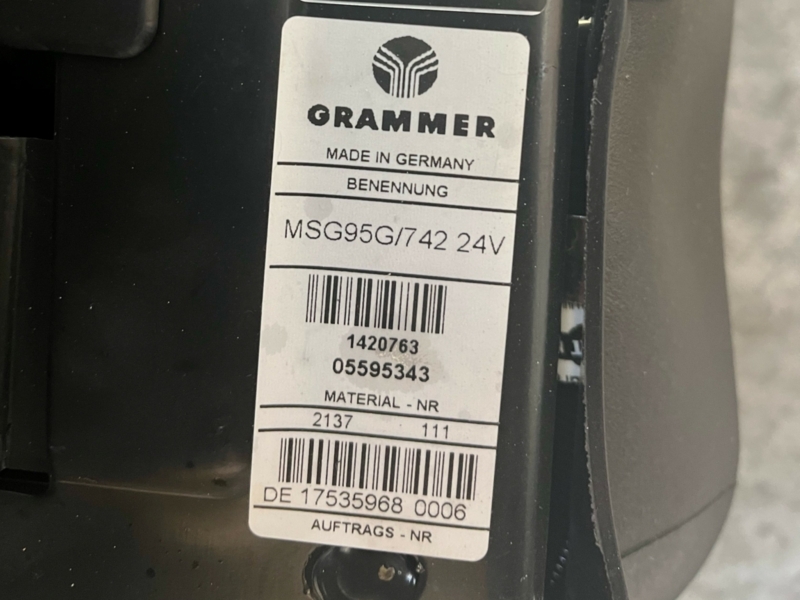 GRAMMER
MADE IN GERMANY
BENENNUNG
MSG95G/742 24V
1420763
05595343
MATERIAL - NR
2137 111
DE 17535968 0006
AUFTRAGS - NR